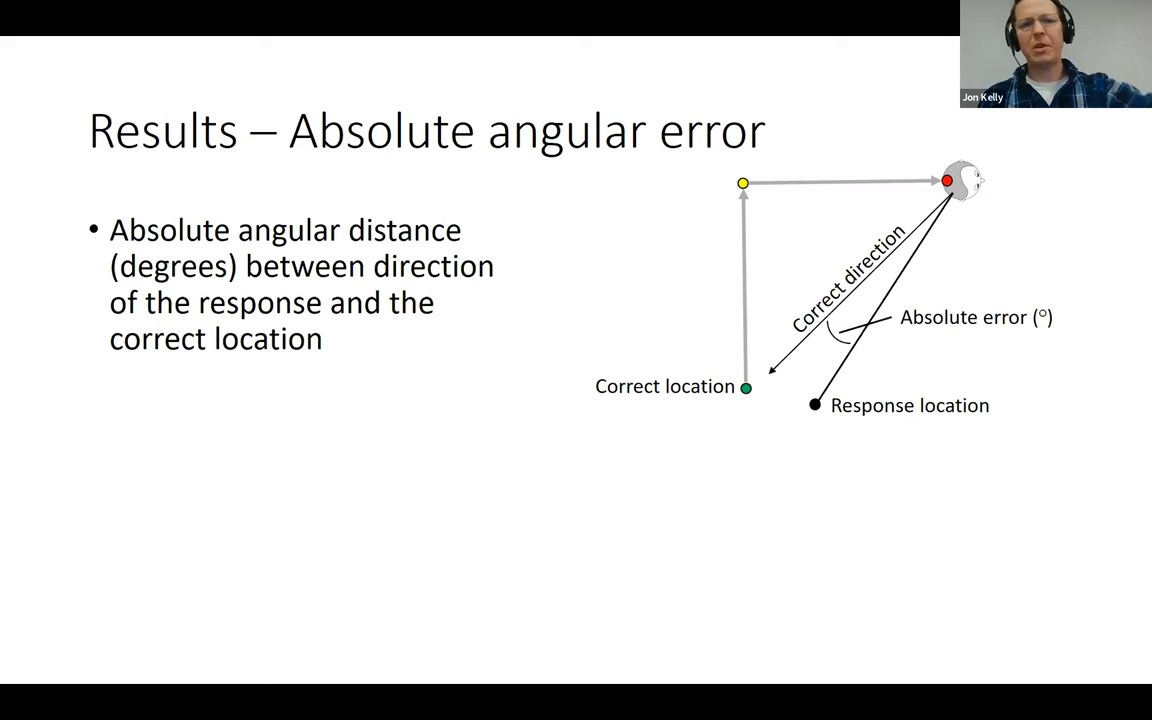 Jon Kelly
Results – Absolute angular error
• Absolute angular distance
(degrees) between direction
of the response and the
correct location
Correct direction
Absolute error (°)
Correct location
Response location